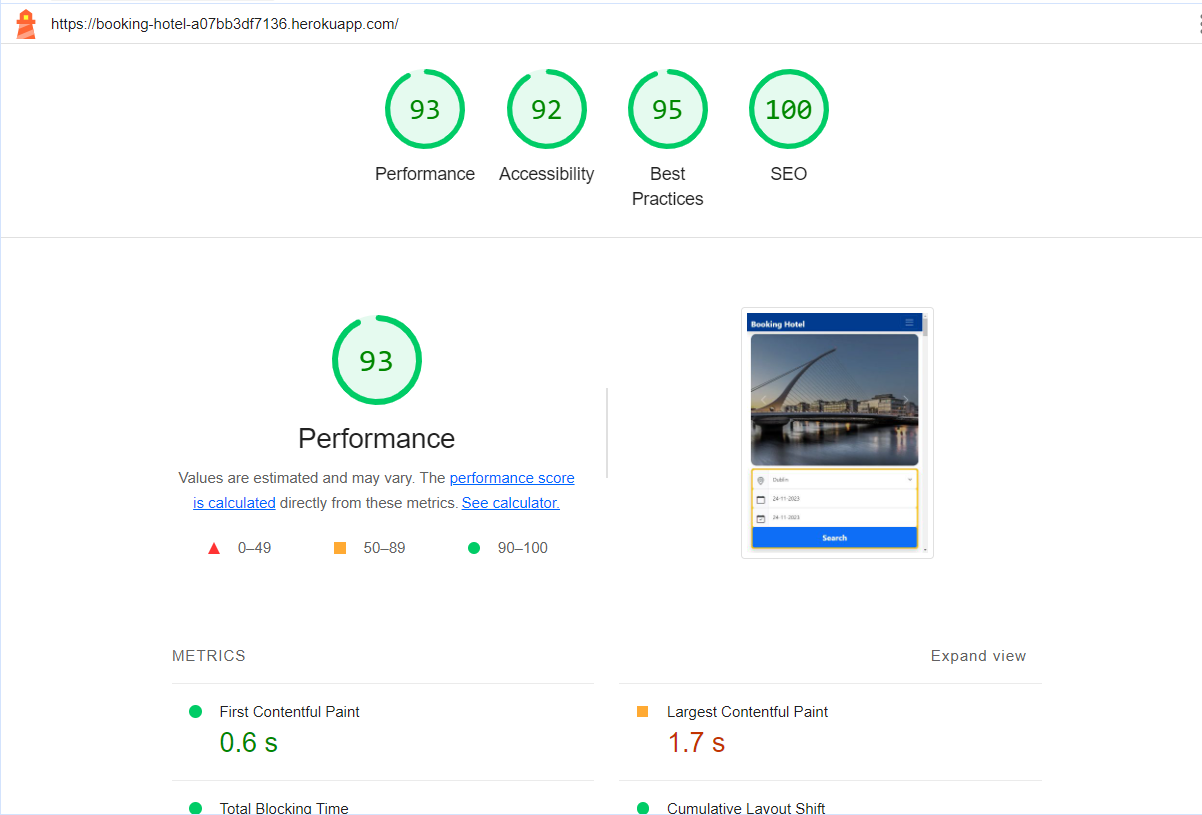 https://booking-hotel-a07bb3df7136.herokuapp.com/
93
92
95
100
Performance
Accessibility
Best
Practices
SEO
93
Performance
Values are estimated and may vary. The performance score
is calculated directly from these metrics. See calculator.
0–49
50–89
90–100
Booking Hotel
Dublin
24-11-2023
24-11-2023
Search
METRICS
Expand view
First Contentful Paint
0.6 s
Largest Contentful Paint
1.7 s
Total Blocking Time
Cumulative Layout Shift